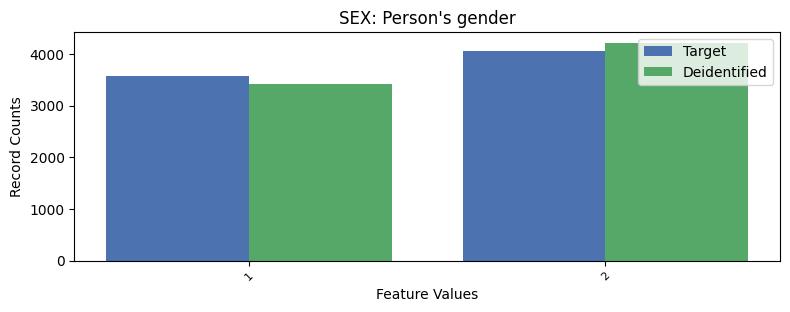 SEX: Person's gender
Target
Deidentified
Record Counts
4000
3000
2000
1000
0
1
2
Feature Values